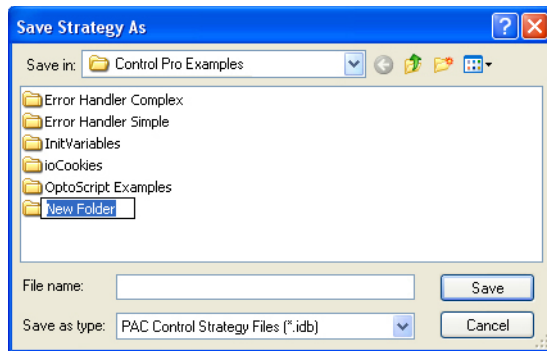 Save Strategy As
Save in: Control Pro Examples
Error Handler Complex
Error Handler Simple
InitVariables
ioCookies
OptoScript Examples
New Folder
File name:
Save
Save as type: PAC Control Strategy Files (*.idb)
Cancel